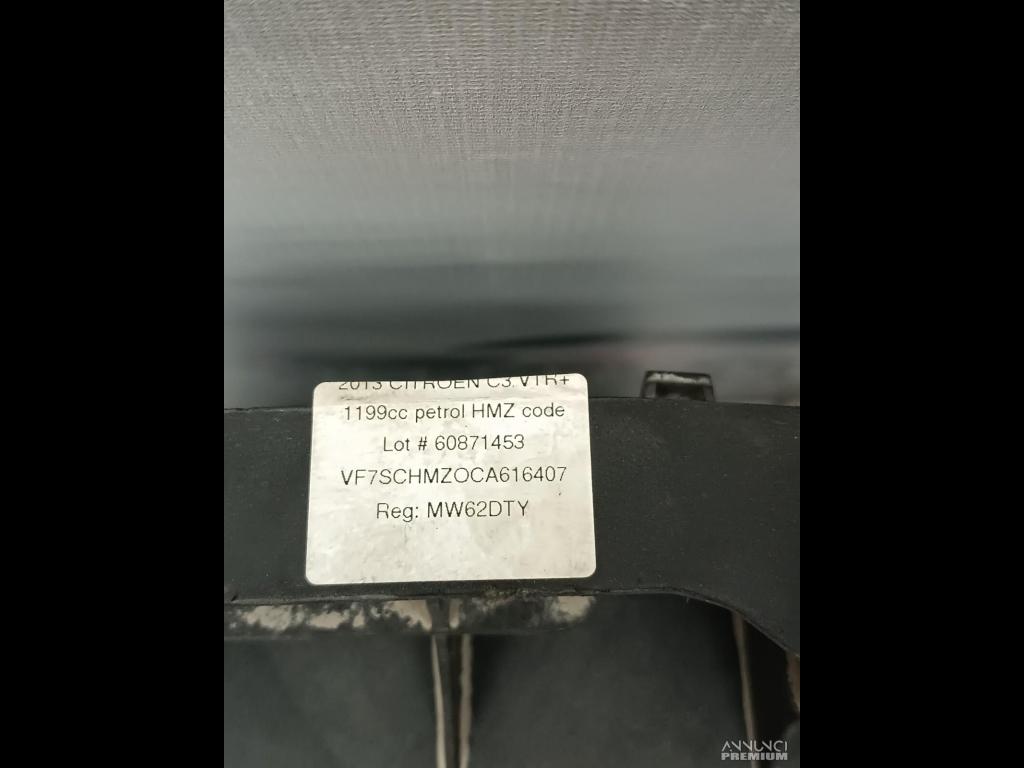 2013 CITROEN C3 VTR+
1199cc petrol HMZ code
Lot # 60871453
VF7SCHMZOCA616407
Reg: MW62DTY
ANNUNCI
PREMIUM